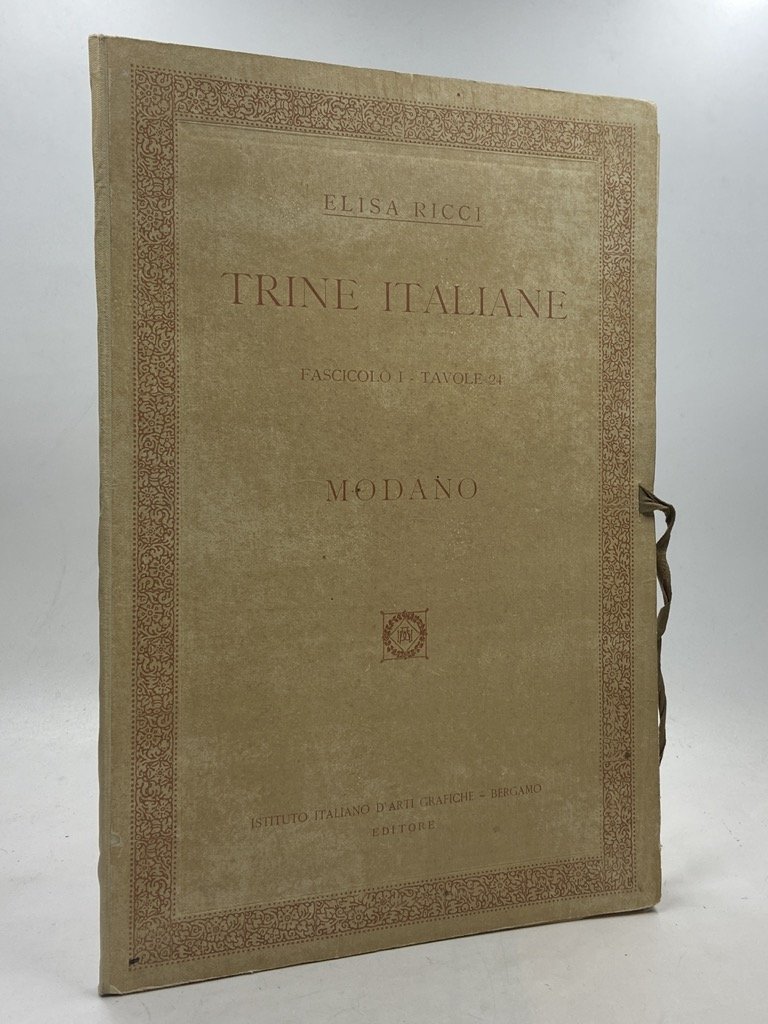 ELISA RICCI
TRINE ITALIANE
FASCICOLO I - TAVOLE 24
MODANO
ISTITUTO ITALIANO D'ARTI GRAFICHE - BERGAMO
EDITORE